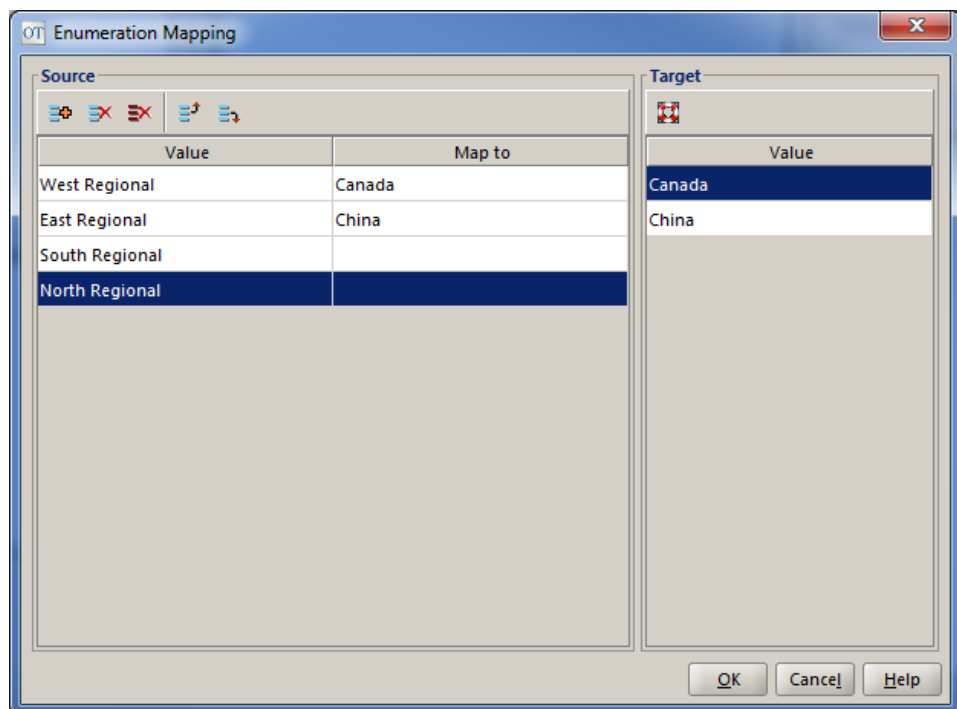 OT Enumeration Mapping
Source
Target
Value Map to
Value
West Regional Canada
Canada
East Regional China
China
South Regional
North Regional
OK Cancel Help